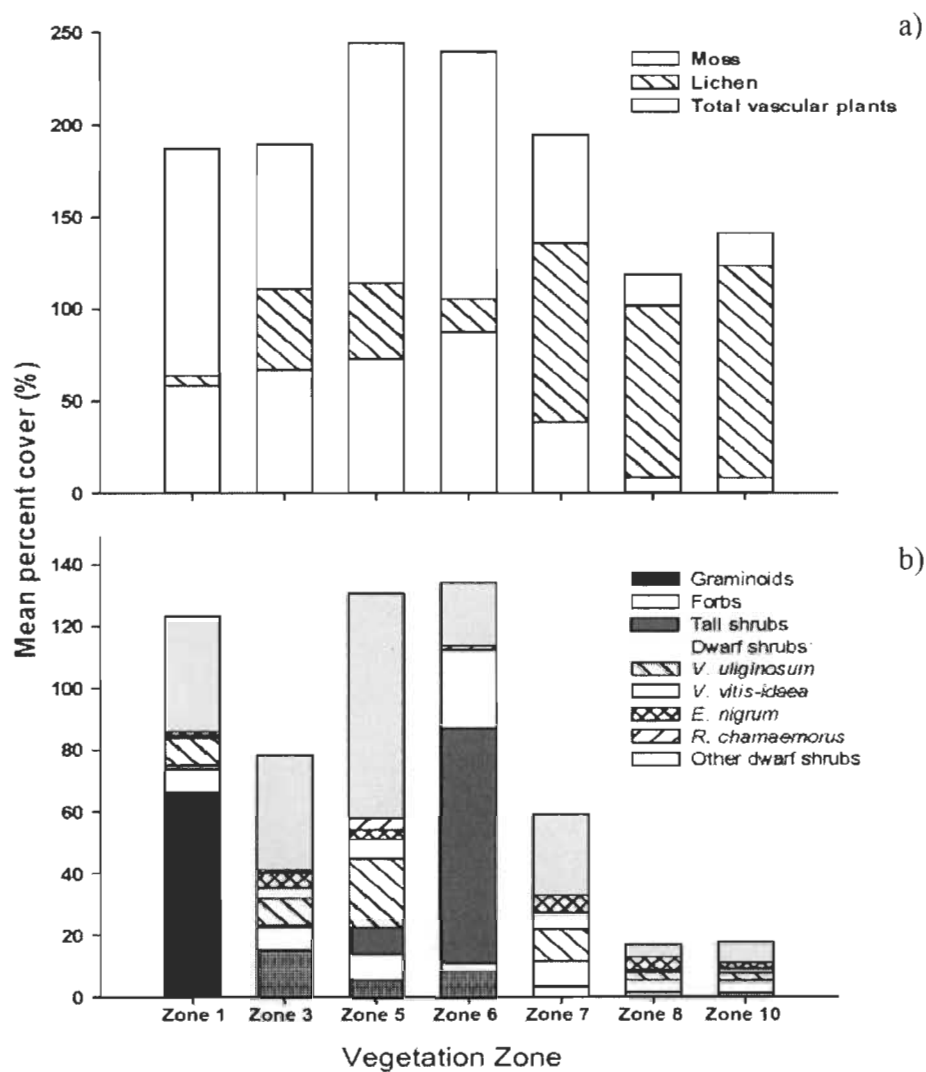 a)
250
200
150
100
50
0
Moss
Lichen
Total vascular plants
Mean percent cover (%)
b)
140
120
100
80
60
40
20
0
Graminoids
Forbs
Tall shrubs
Dwarf shrubs:
V. uliginosum
V. vitis-idaea
E. nigrum
R. chamaemorus
Other dwarf shrubs
Zone 1 Zone 3 Zone 5 Zone 6 Zone 7 Zone 8 Zone 10
Vegetation Zone